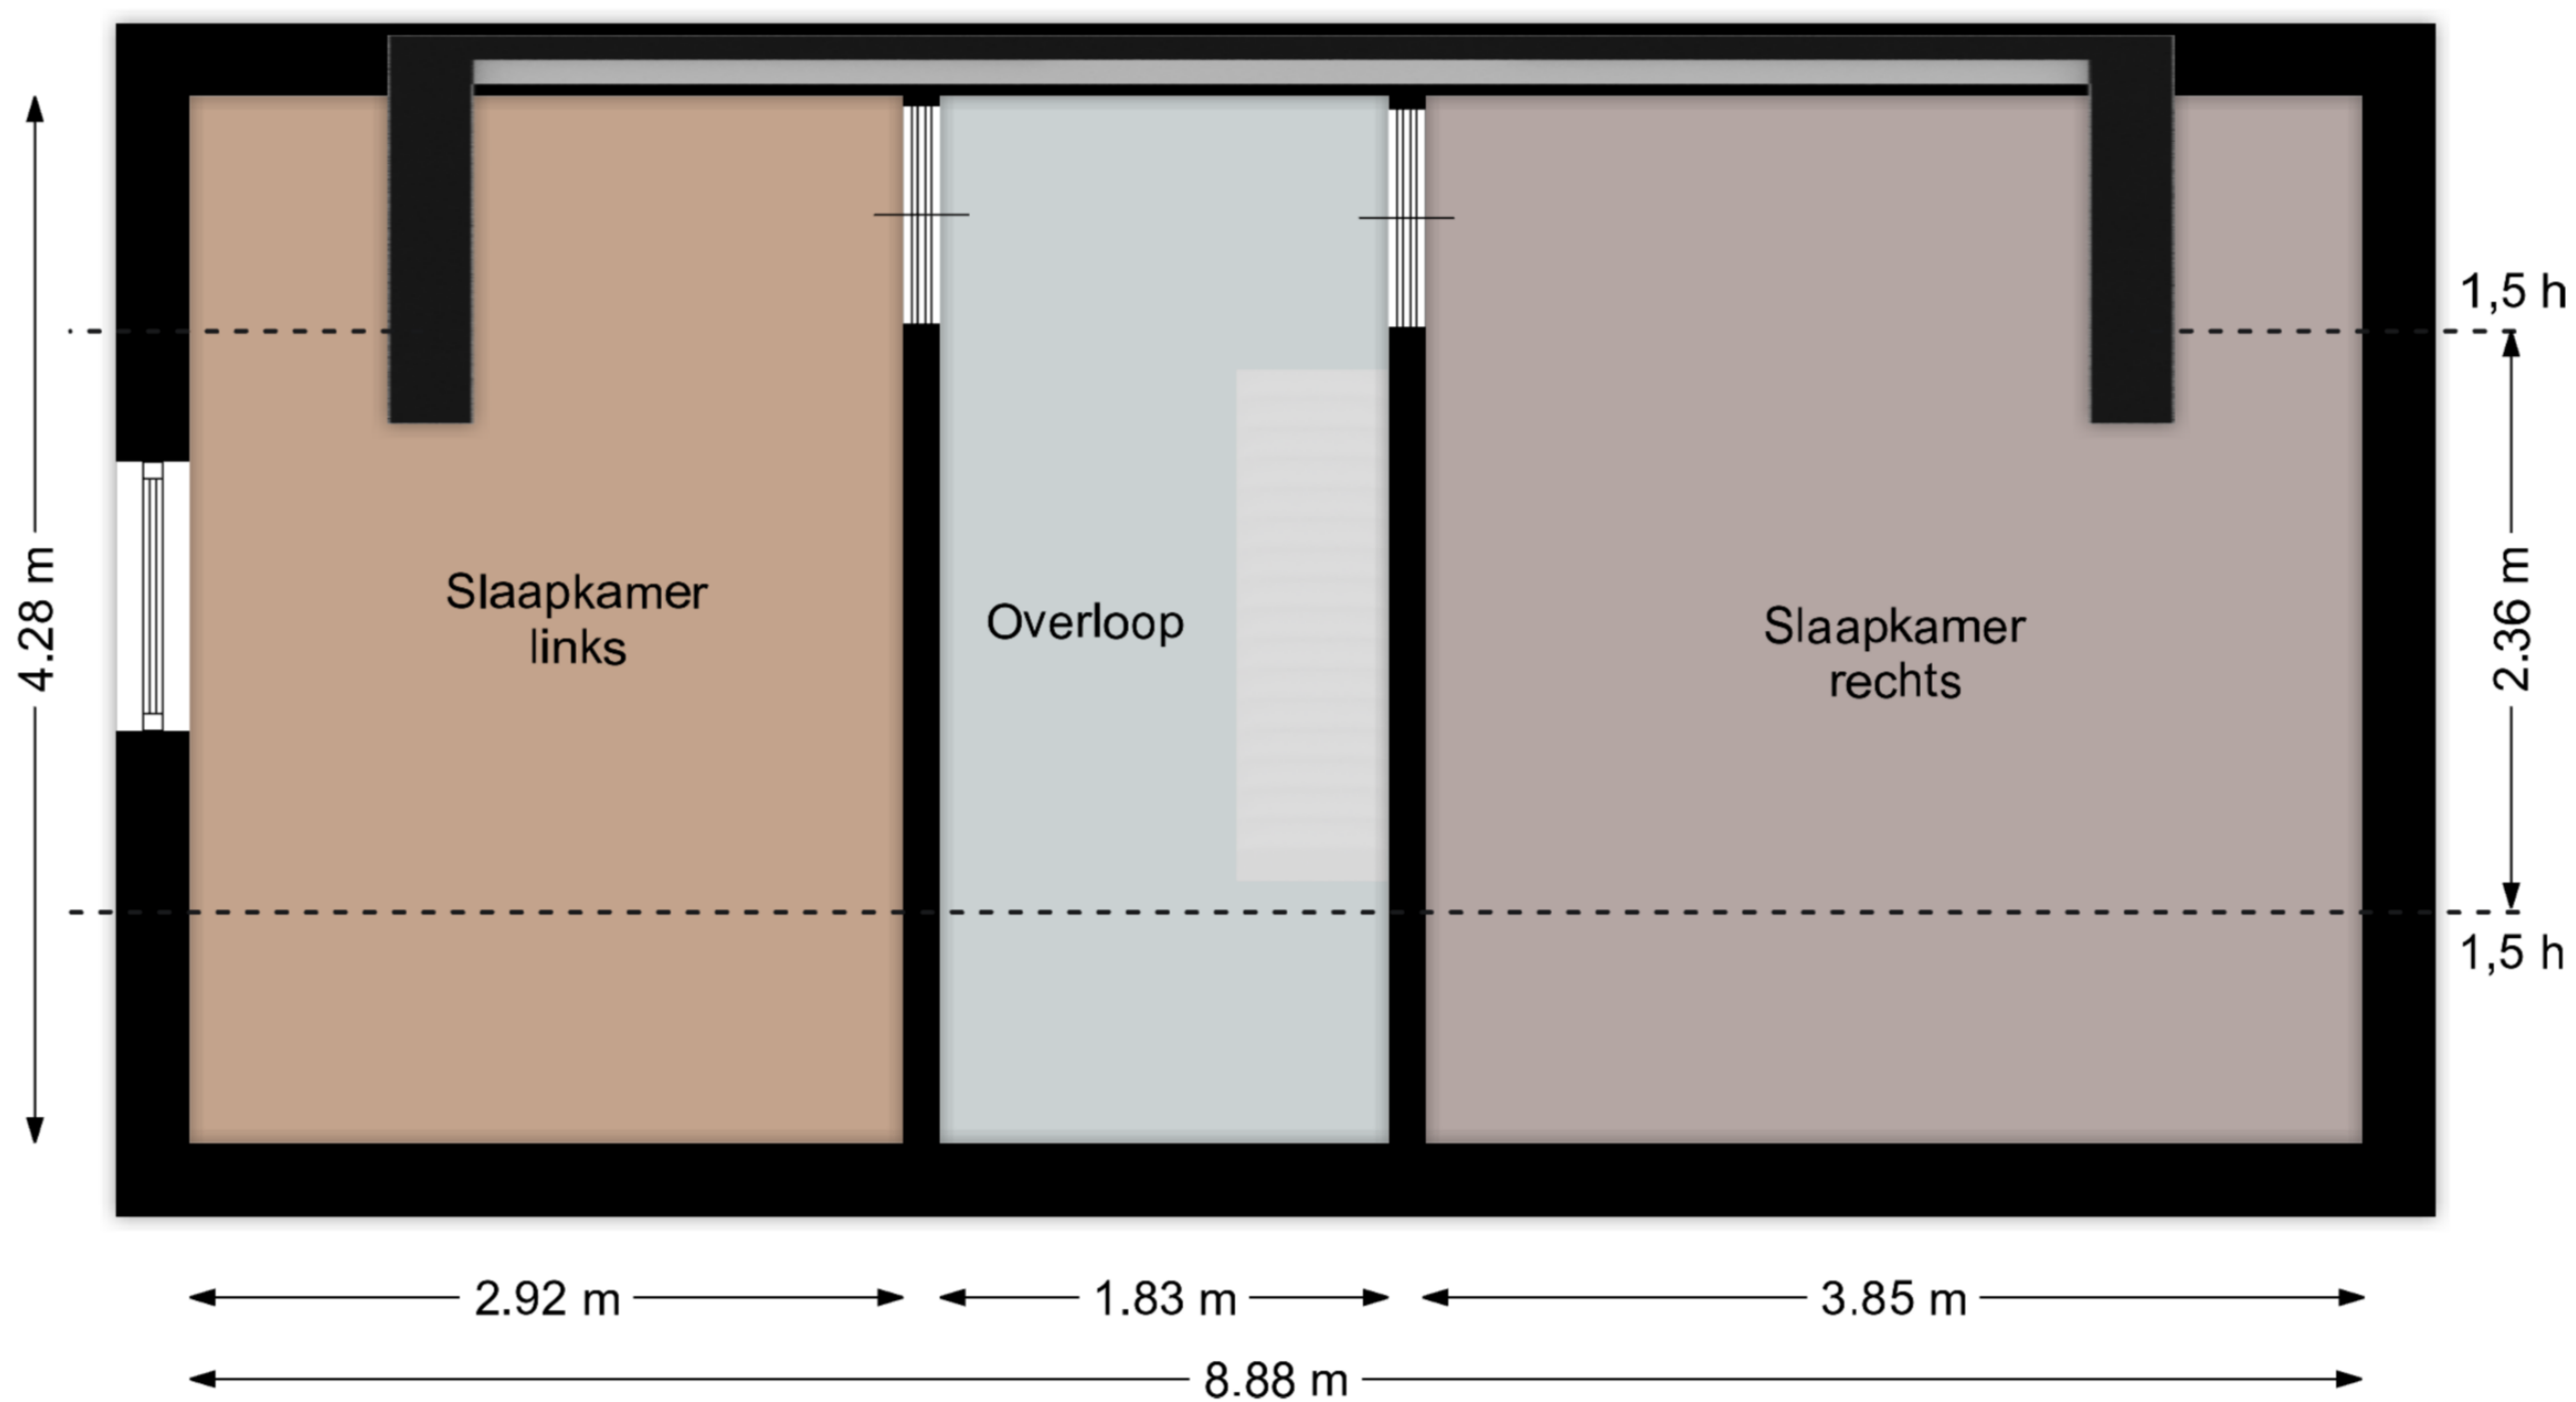 1,5 h
4.28 m
Slaapkamer
links
Overloop
Slaapkamer
rechts
2.36 m
1,5 h
2.92 m
1.83 m
3.85 m
8.88 m